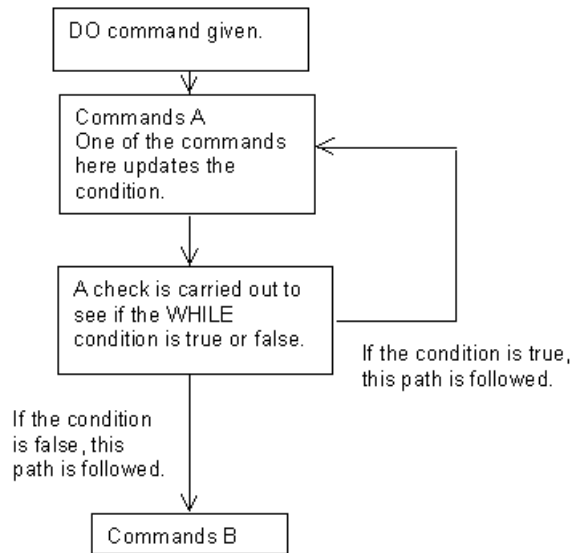 DO command given.
Commands A
One of the commands
here updates the
condition.
A check is carried out to
see if the WHILE
condition is true or false.
If the condition is true,
this path is followed.
If the condition
is false, this
path is followed.
Commands B